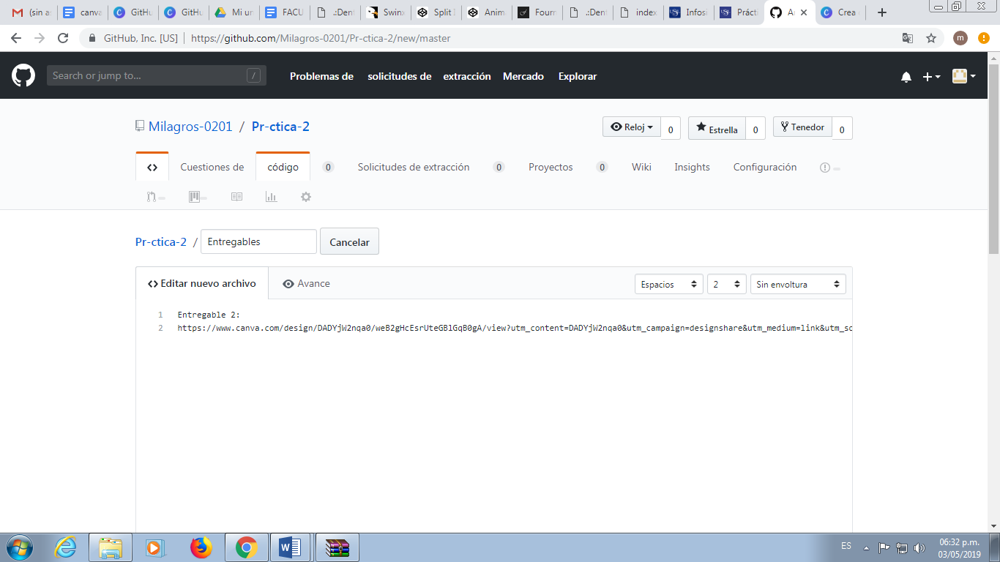 (sin a
canva
GitHu
GitHu
Mi un
FACU
.:Dent
Swinx
Split I
Anima
Fourn
.:Dent
index
Infosi
Prácti
A
Crea
GitHub, Inc. [US] | https://github.com/Milagros-0201/Pr-ctica-2/new/master
m
Search or jump to... /
Problemas de solicitudes de extracción Mercado Explorar
Milagros-0201 / Pr-ctica-2
Reloj 0 Estrella 0 Tenedor 0
<> Cuestiones de código 0 Solicitudes de extracción 0 Proyectos 0 Wiki Insights Configuración
Pr-ctica-2 / Entregables Cancelar
<> Editar nuevo archivo Avance Espacios 2 Sin envoltura
1 Entregable 2:
2 https://www.canva.com/design/DADYjW2nqa0/weB2gHcEsrUteGBlGqB0gA/view?utm_content=DADYjW2nqa0&utm_campaign=designshare&utm_medium=link&utm_sc
ES
06:32 p.m.
03/05/2019